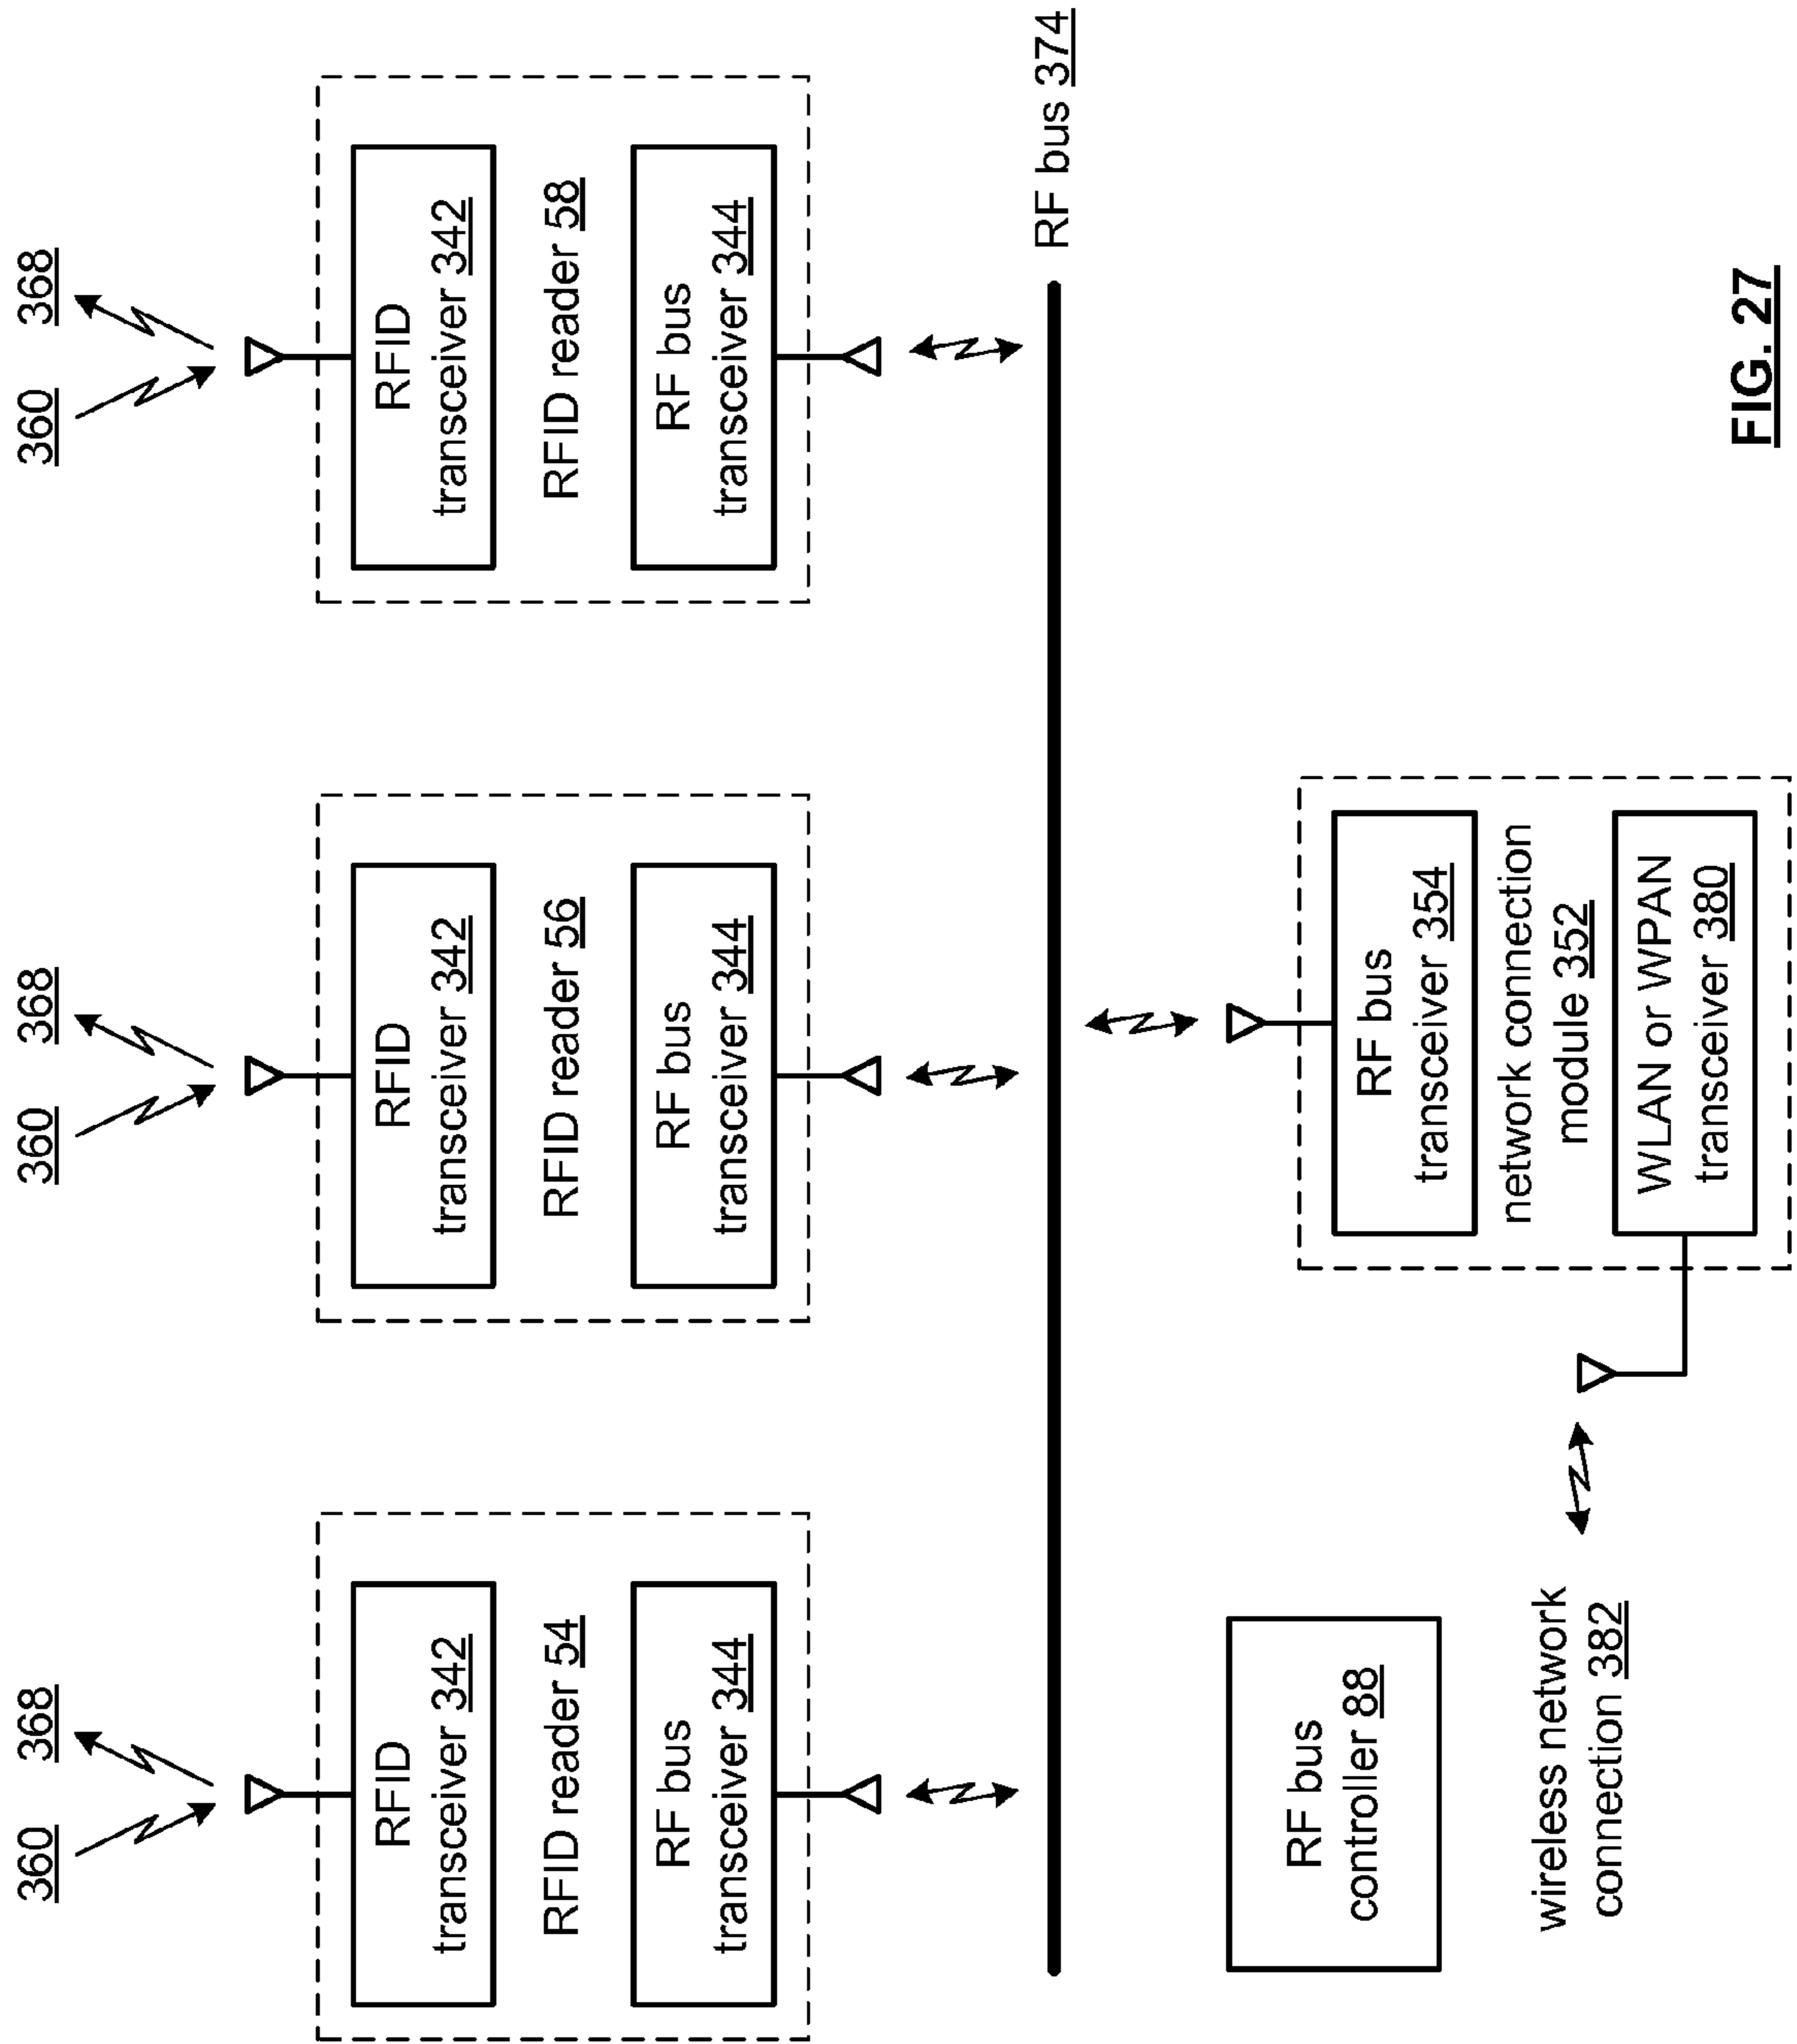 360 368
360 368
360 368
RFID
transceiver 342
RFID reader 54
RF bus
transceiver 344
RFID
transceiver 342
RFID reader 56
RF bus
transceiver 344
RFID
transceiver 342
RFID reader 58
RF bus
transceiver 344
RF bus 374
RF bus
controller 88
wireless network
connection 382
RF bus
transceiver 354
network connection
module 352
WLAN or WPAN
transceiver 380
FIG. 27